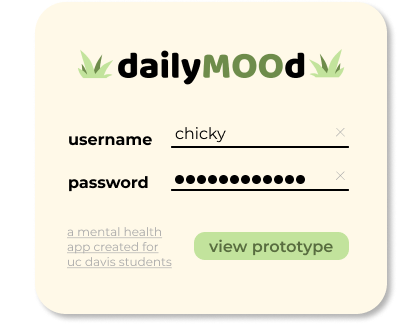 dailyMOOd
username chicky
password ●●●●●●●●●●●●
a mental health
app created for
uc davis students
view prototype